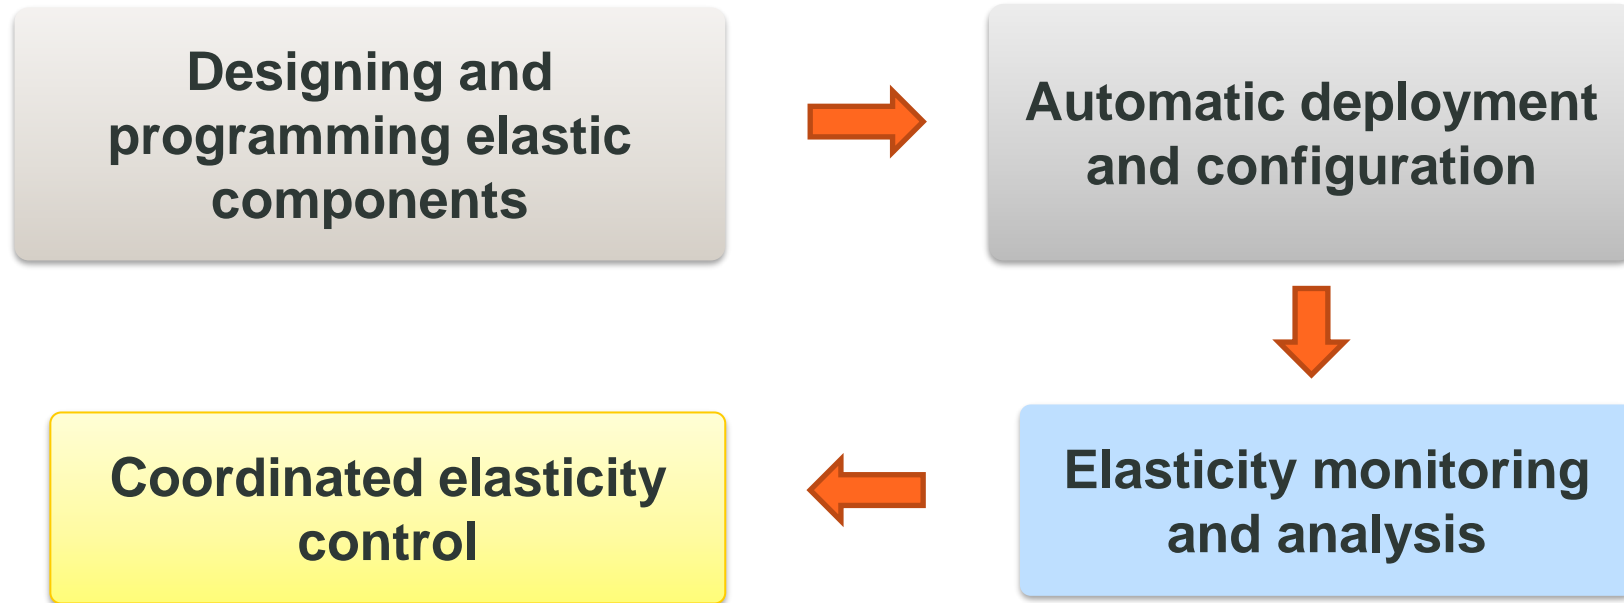 Designing and
programming elastic
components
Automatic deployment
and configuration
Elasticity monitoring
and analysis
Coordinated elasticity
control